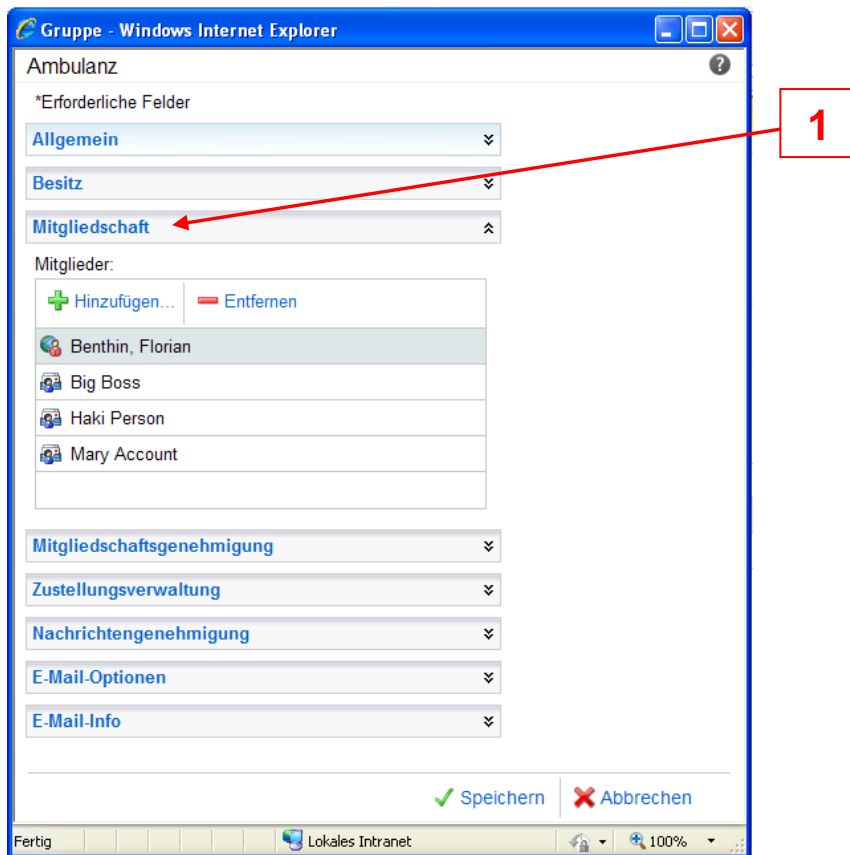 Gruppe - Windows Internet Explorer
Ambulanz
*Erforderliche Felder
Allgemein
1
Besitz
Mitgliedschaft
Mitglieder:
Hinzufügen... Entfernen
Benthin, Florian
Big Boss
Haki Person
Mary Account
Mitgliedschaftsgenehmigung
Zustellungsverwaltung
Nachrichtengenehmigung
E-Mail-Optionen
E-Mail-Info
Speichern Abbrechen
Fertig Lokales Intranet 100%